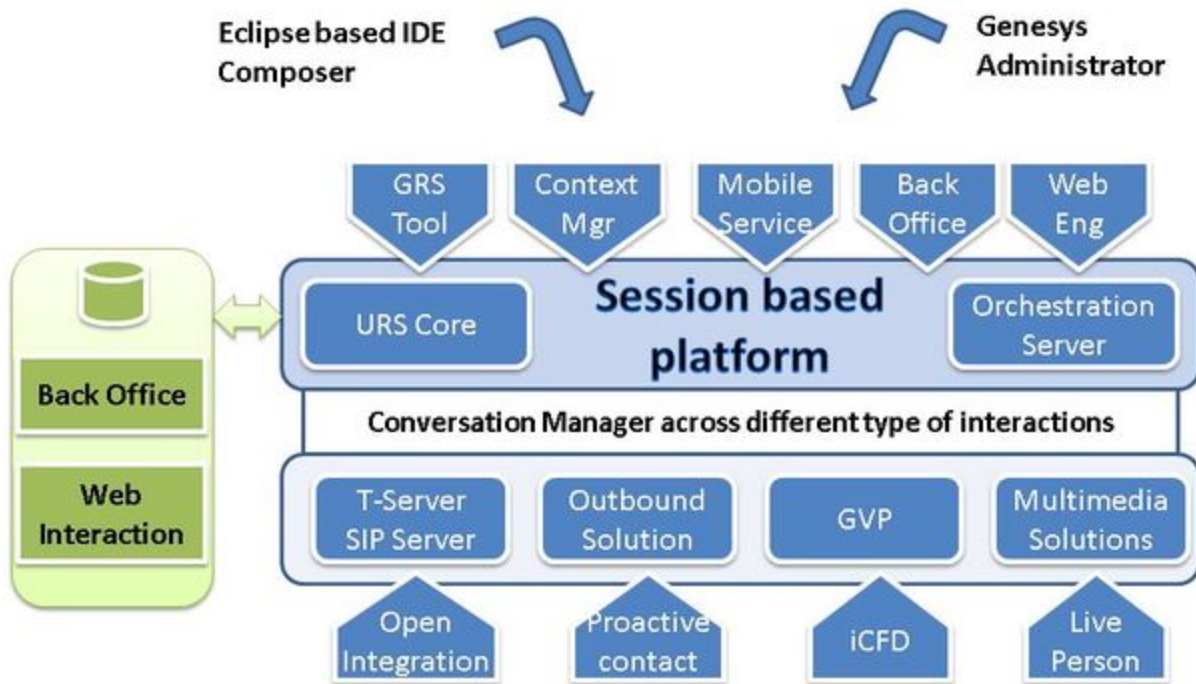 Eclipse based IDE
Composer
Genesys
Administrator
GRS
Tool
Context
Mgr
Mobile
Service
Back
Office
Web
Eng
URS Core
Session based
platform
Orchestration
Server
Back Office
Web
Interaction
Conversation Manager across different type of interactions
T-Server
SIP Server
Outbound
Solution
GVP
Multimedia
Solutions
Open
Integration
Proactive
contact
iCFD
Live
Person